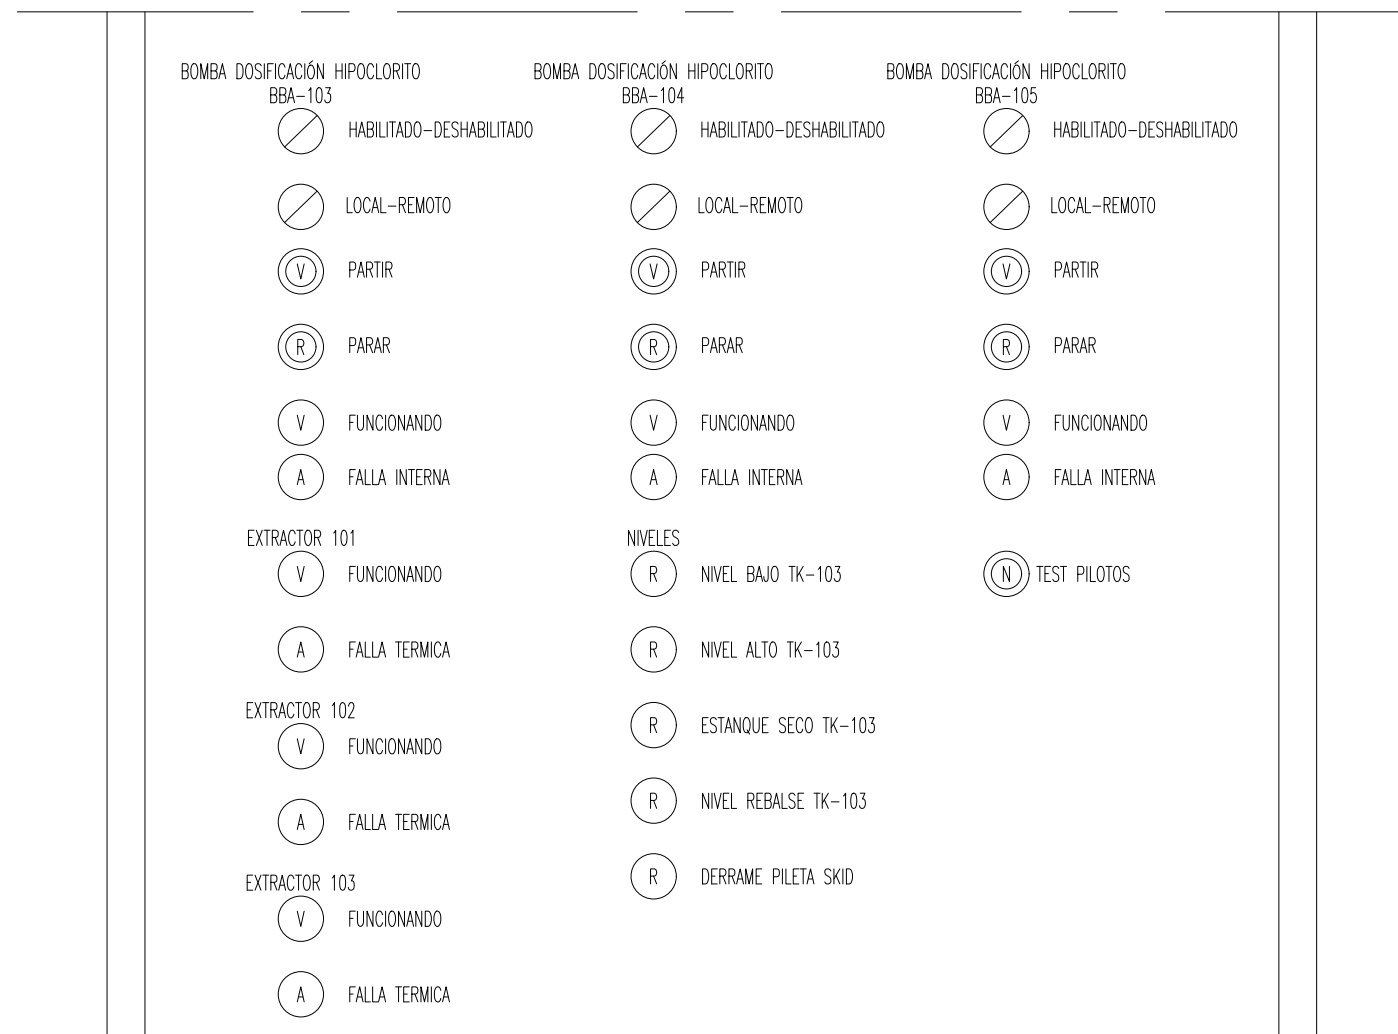 BOMBA DOSIFICACIÓN HIPOCLORITO
BBA-103
HABILITADO-DESHABILITADO
LOCAL-REMOTO
V PARTIR
R PARAR
V FUNCIONANDO
A FALLA INTERNA
BOMBA DOSIFICACIÓN HIPOCLORITO
BBA-104
HABILITADO-DESHABILITADO
LOCAL-REMOTO
V PARTIR
R PARAR
V FUNCIONANDO
A FALLA INTERNA
BOMBA DOSIFICACIÓN HIPOCLORITO
BBA-105
HABILITADO-DESHABILITADO
LOCAL-REMOTO
V PARTIR
R PARAR
V FUNCIONANDO
A FALLA INTERNA
EXTRACTOR 101
V FUNCIONANDO
A FALLA TERMICA
EXTRACTOR 102
V FUNCIONANDO
A FALLA TERMICA
EXTRACTOR 103
V FUNCIONANDO
A FALLA TERMICA
NIVELES
R NIVEL BAJO TK-103
R NIVEL ALTO TK-103
R ESTANQUE SECO TK-103
R NIVEL REBALSE TK-103
R DERRAME PILETA SKID
N TEST PILOTOS